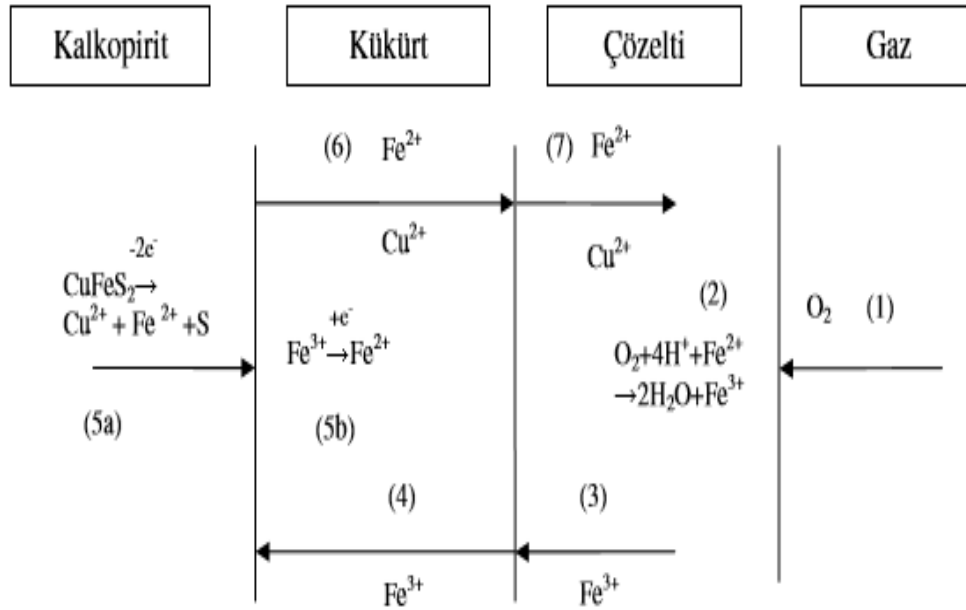 Kalkopirit
Kükürt
Çözelti
Gaz
(6) Fe²⁺
(7) Fe²⁺
Cu²⁺
Cu²⁺
-2e⁻
CuFeS₂→
Cu²⁺ + Fe ²⁺ +S
(5a)
+e⁻
Fe³⁺→Fe²⁺
(5b)
(2)
O₂+4H⁺+Fe²⁺
→2H₂O+Fe³⁺
O₂ (1)
(4)
(3)
Fe³⁺
Fe³⁺